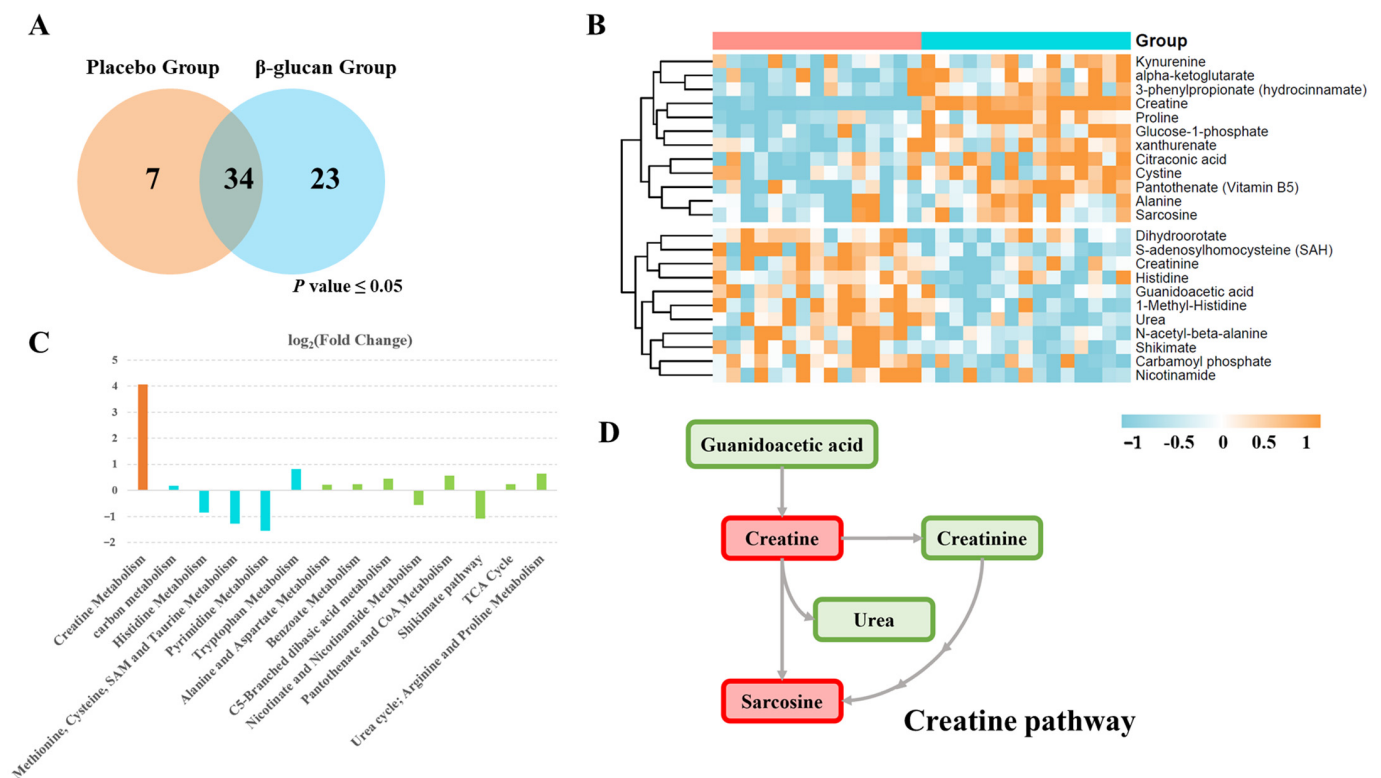 A
Placebo Group
β-glucan Group
7
34
23
P value ≤ 0.05
B
Group
Kynurenine
alpha-ketoglutarate
3-phenylpropionate (hydrocinnamate)
Creatine
Proline
Glucose-1-phosphate
xanthurenate
Citraconic acid
Cystine
Pantothenate (Vitamin B5)
Alanine
Sarcosine
Dihydroorotate
S-adenosylhomocysteine (SAH)
Creatinine
Histidine
Guanidoacetic acid
1-Methyl-Histidine
Urea
N-acetyl-beta-alanine
Shikimate
Carbamoyl phosphate
Nicotinamide
−1 -0.5 0 0.5 1
C
log₂(Fold Change)
5
4
3
2
1
0
−1
−2
Creatine Metabolism
carbon metabolism
Histidine Metabolism
Methionine, Cysteine, SAM and Taurine Metabolism
Pyrimidine Metabolism
Tryptophan Metabolism
Alanine and Aspartate Metabolism
Benzoate Metabolism
C5-Branched dibasic acid metabolism
Nicotinate and Nicotinamide Metabolism
Pantothenate and CoA Metabolism
Shikimate pathway
TCA Cycle
Urea cycle; Arginine and Proline Metabolism
D
Guanidoacetic acid
Creatine
Creatinine
Urea
Sarcosine
Creatine pathway